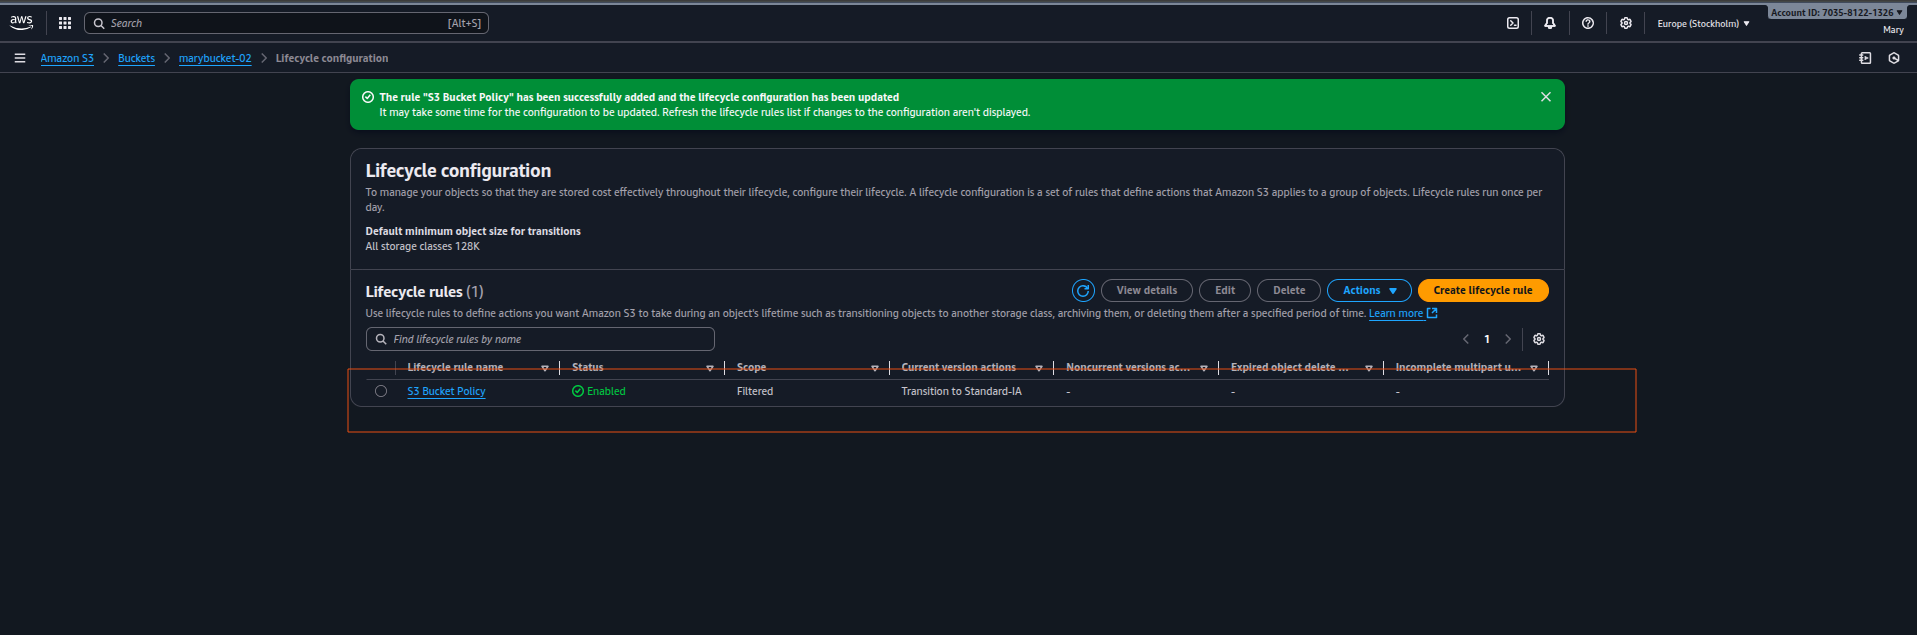 aws
Search [Alt+S]
Europe (Stockholm)
Account ID: 7035-8122-1326
Mary
Amazon S3 > Buckets > marybucket-02 > Lifecycle configuration
The rule "S3 Bucket Policy" has been successfully added and the lifecycle configuration has been updated
It may take some time for the configuration to be updated. Refresh the lifecycle rules list if changes to the configuration aren't displayed.
Lifecycle configuration
To manage your objects so that they are stored cost effectively throughout their lifecycle, configure their lifecycle. A lifecycle configuration is a set of rules that define actions that Amazon S3 applies to a group of objects. Lifecycle rules run once per
day.
Default minimum object size for transitions
All storage classes 128K
Lifecycle rules (1)
View details Edit Delete Actions Create lifecycle rule
Use lifecycle rules to define actions you want Amazon S3 to take during an object's lifetime such as transitioning objects to another storage class, archiving them, or deleting them after a specified period of time. Learn more
Find lifecycle rules by name
1
Lifecycle rule name Status Scope Current version actions Noncurrent versions ac... Expired object delete ... Incomplete multipart u...
S3 Bucket Policy Enabled Filtered Transition to Standard-IA - - -